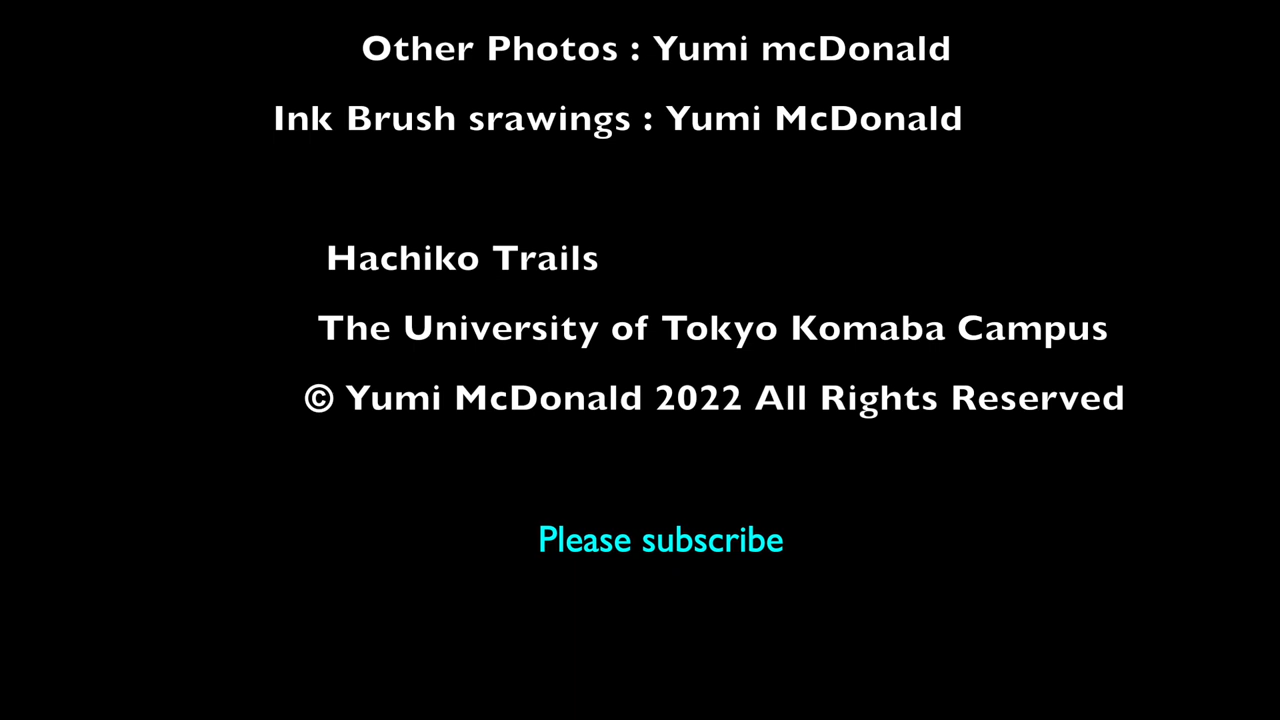 Other Photos : Yumi mcDonald
Ink Brush srawings : Yumi McDonald
Hachiko Trails
The University of Tokyo Komaba Campus
© Yumi McDonald 2022 All Rights Reserved
Please subscribe